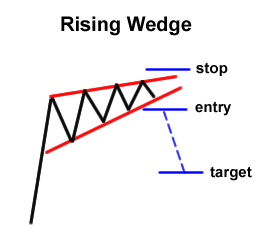 Rising Wedge
stop
entry
target